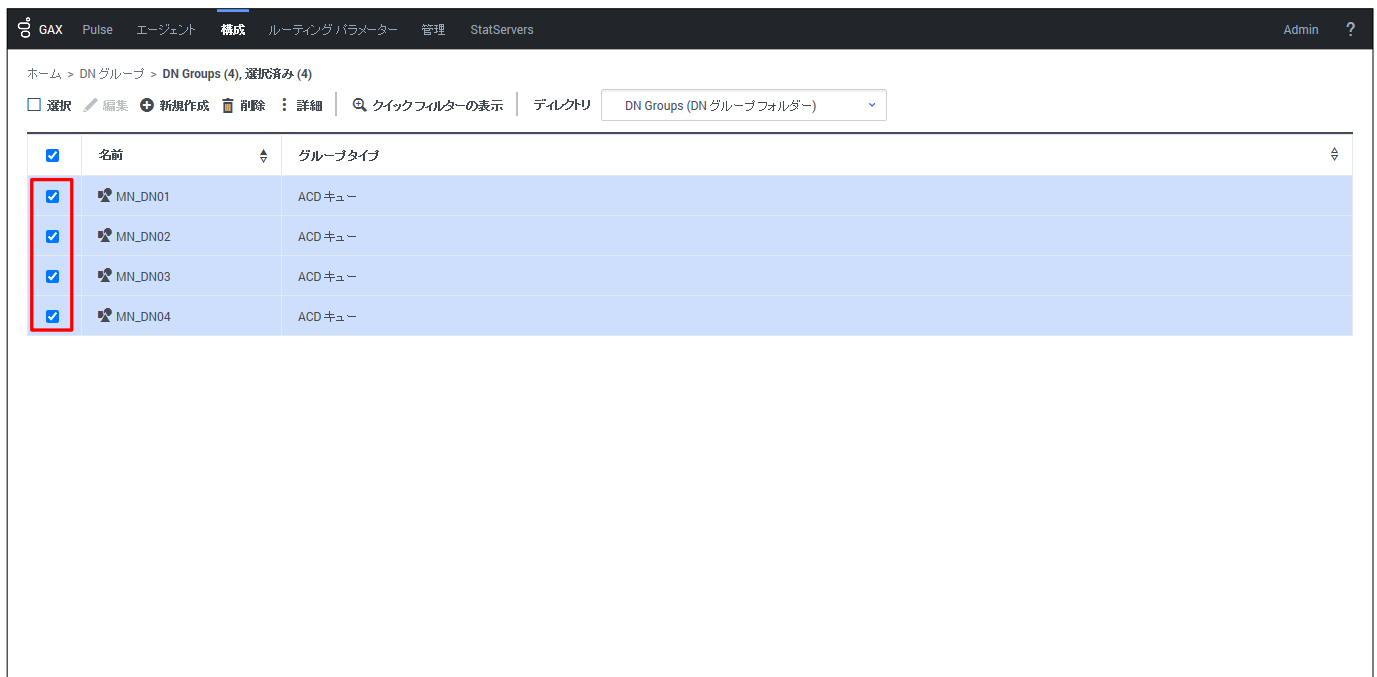 GAX Pulse エージェント 構成 ルーティング パラメーター 管理 StatServers Admin ?
ホーム > DN グループ > DN Groups (4), 選択済み (4)
選択 編集 新規作成 削除 詳細 クイック フィルターの表示 ディレクトリ DN Groups (DN グループ フォルダー)
名前 グループ タイプ
MN_DN01 ACD キュー
MN_DN02 ACD キュー
MN_DN03 ACD キュー
MN_DN04 ACD キュー